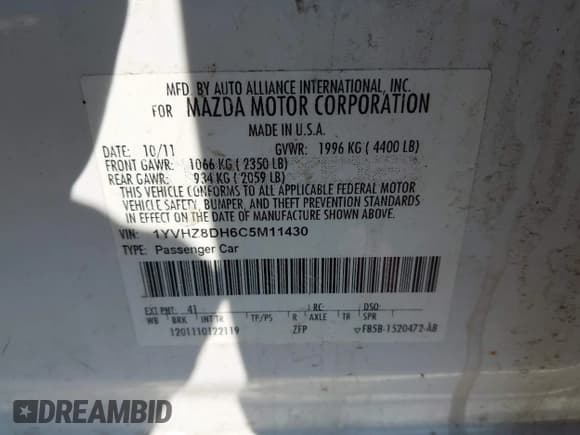 MFD. BY AUTO ALLIANCE INTERNATIONAL, INC.
FOR MAZDA MOTOR CORPORATION
MADE IN U.S.A.
DATE: 10/11 GVWR: 1996 KG ( 4400 LB)
FRONT GAWR: 1066 KG ( 2350 LB)
REAR GAWR: 934 KG ( 2059 LB)
THIS VEHICLE CONFORMS TO ALL APPLICABLE FEDERAL MOTOR
VEHICLE SAFETY, BUMPER, AND THEFT PREVENTION STANDARDS
IN EFFECT ON THE DATE OF MANUFACTURE SHOWN ABOVE.
VIN: 1YVHZ8DH6C5M11430
TYPE: Passenger Car
EXT PNT: 41 RC: DSO:
WB BRK INT TR TP/PS R AXLE TR SPR
1201110122119 ZFP F85B-1520472-AB
DREAMBID